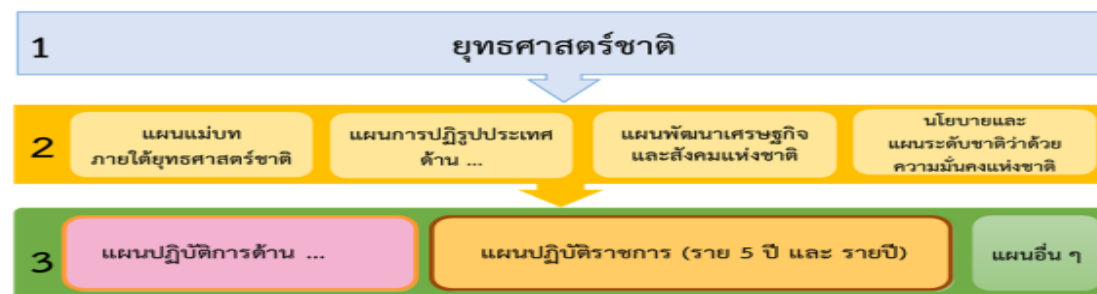 1
ยุทธศาสตร์ชาติ
2
แผนแม่บท
ภายใต้ยุทธศาสตร์ชาติ
แผนการปฏิรูปประเทศ
ด้าน ...
แผนพัฒนาเศรษฐกิจ
และสังคมแห่งชาติ
นโยบายและ
แผนระดับชาติว่าด้วย
ความมั่นคงแห่งชาติ
3
แผนปฏิบัติการด้าน ...
แผนปฏิบัติราชการ (ราย 5 ปี และ รายปี)
แผนอื่น ๆ